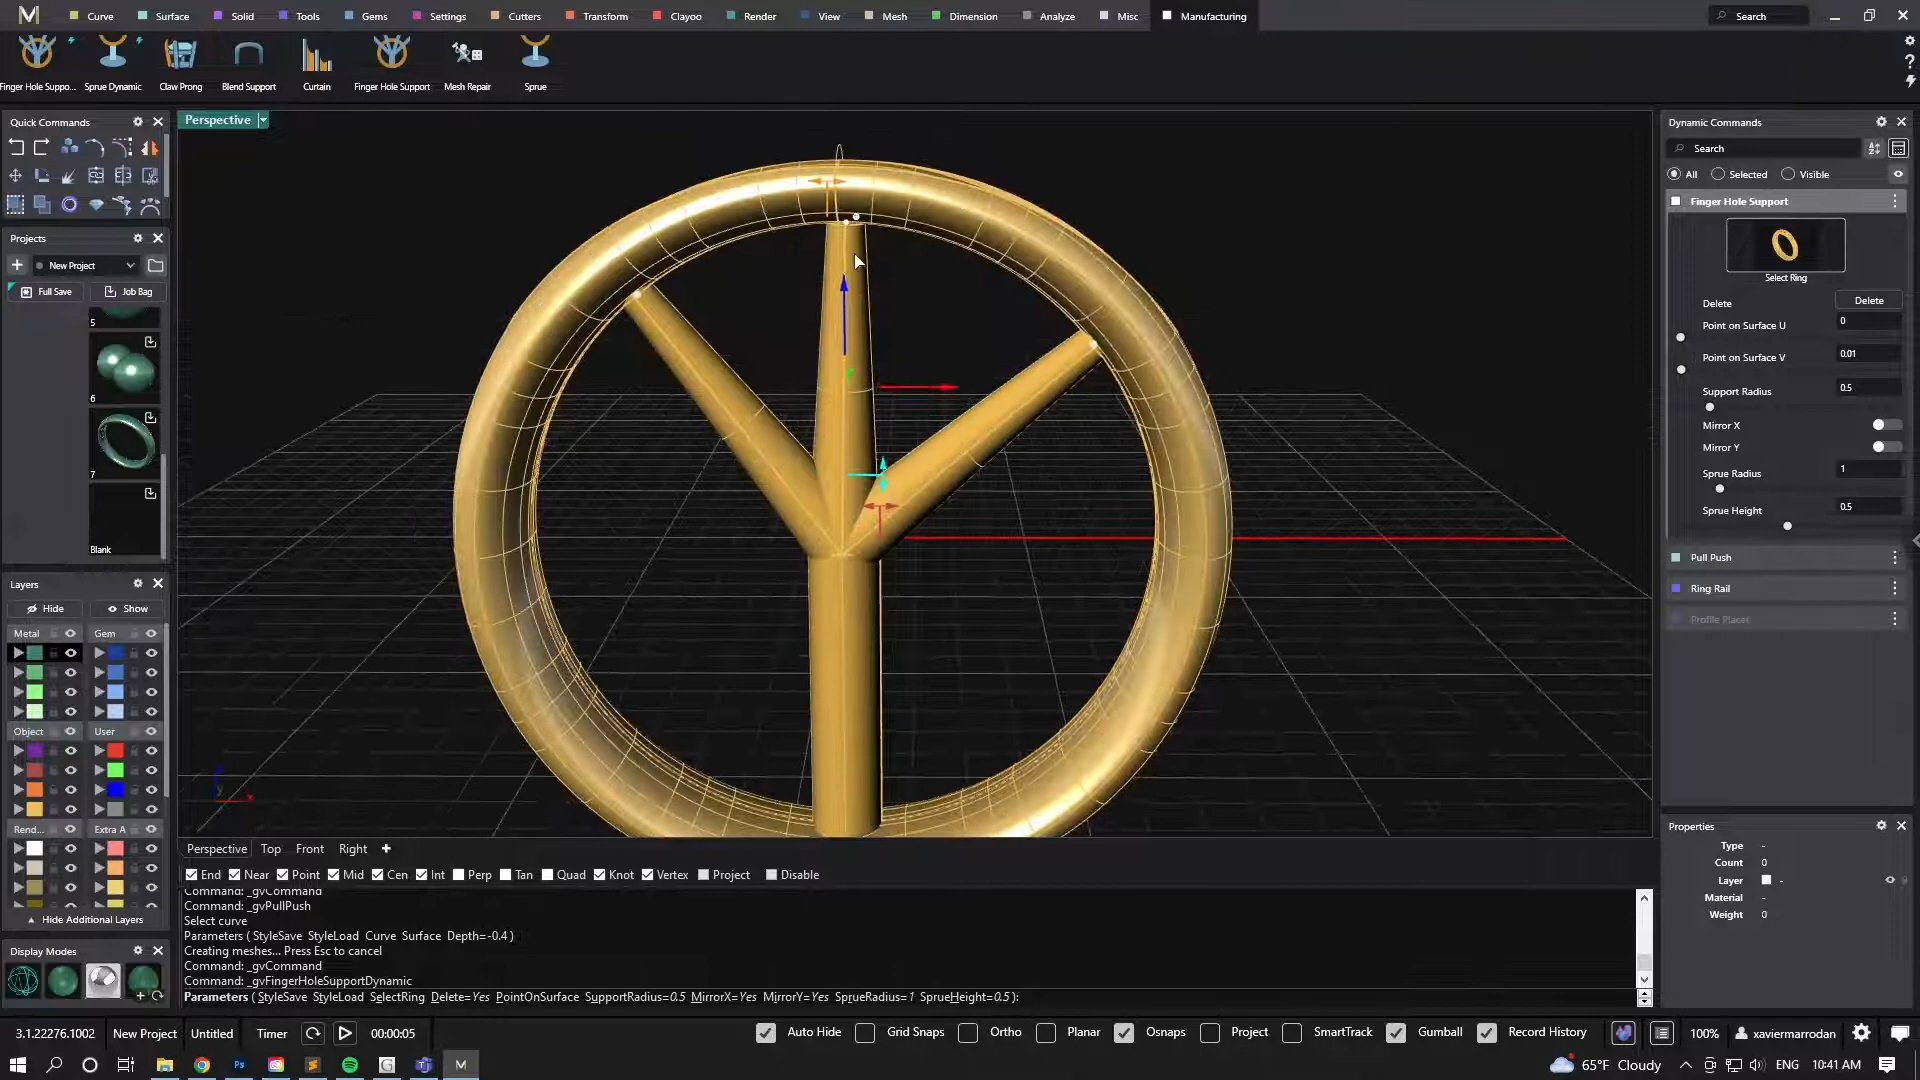 Curve Surface Solid Tools Gems Settings Cutters Transform Clayoo Render View Mesh Dimension Analyze Misc Manufacturing Search
Finger Hole Suppo... Sprue Dynamic Claw Prong Blend Support Curtain Finger Hole Support Mesh Repair Sprue
Quick Commands
Projects
New Project
Full Save Job Bag
5
6
7
Blank
Layers
Hide Show
Metal Gem
Object User
Rend... Extra A
Hide Additional Layers
Display Modes
Perspective
Perspective Top Front Right
End Near Point Mid Cen Int Perp Tan Quad Knot Vertex Project Disable
Command: _gvCommand
Command: _gvPullPush
Select curve
Parameters ( StyleSave StyleLoad Curve Surface Depth=-0.4 )
Creating meshes... Press Esc to cancel
Command: _gvCommand
Command: _gvFingerHoleSupportDynamic
Parameters ( StyleSave StyleLoad SelectRing Delete=Yes PointOnSurface SupportRadius=0.5 MirrorX=Yes MirrorY=Yes SprueRadius=1 SprueHeight=0.5 ):
Dynamic Commands
Search
All Selected Visible
Finger Hole Support
Select Ring
Delete Delete
Point on Surface U 0
Point on Surface V 0.01
Support Radius 0.5
Mirror X
Mirror Y
Sprue Radius 1
Sprue Height 0.5
Pull Push
Ring Rail
Profile Placer
Properties
Type -
Count 0
Layer -
Material -
Weight 0
3.1.22276.1002 New Project Untitled Timer 00:00:05 Auto Hide Grid Snaps Ortho Planar Osnaps Project SmartTrack Gumball Record History 100% xaviermarrodan
65°F Cloudy ENG 10:41 AM